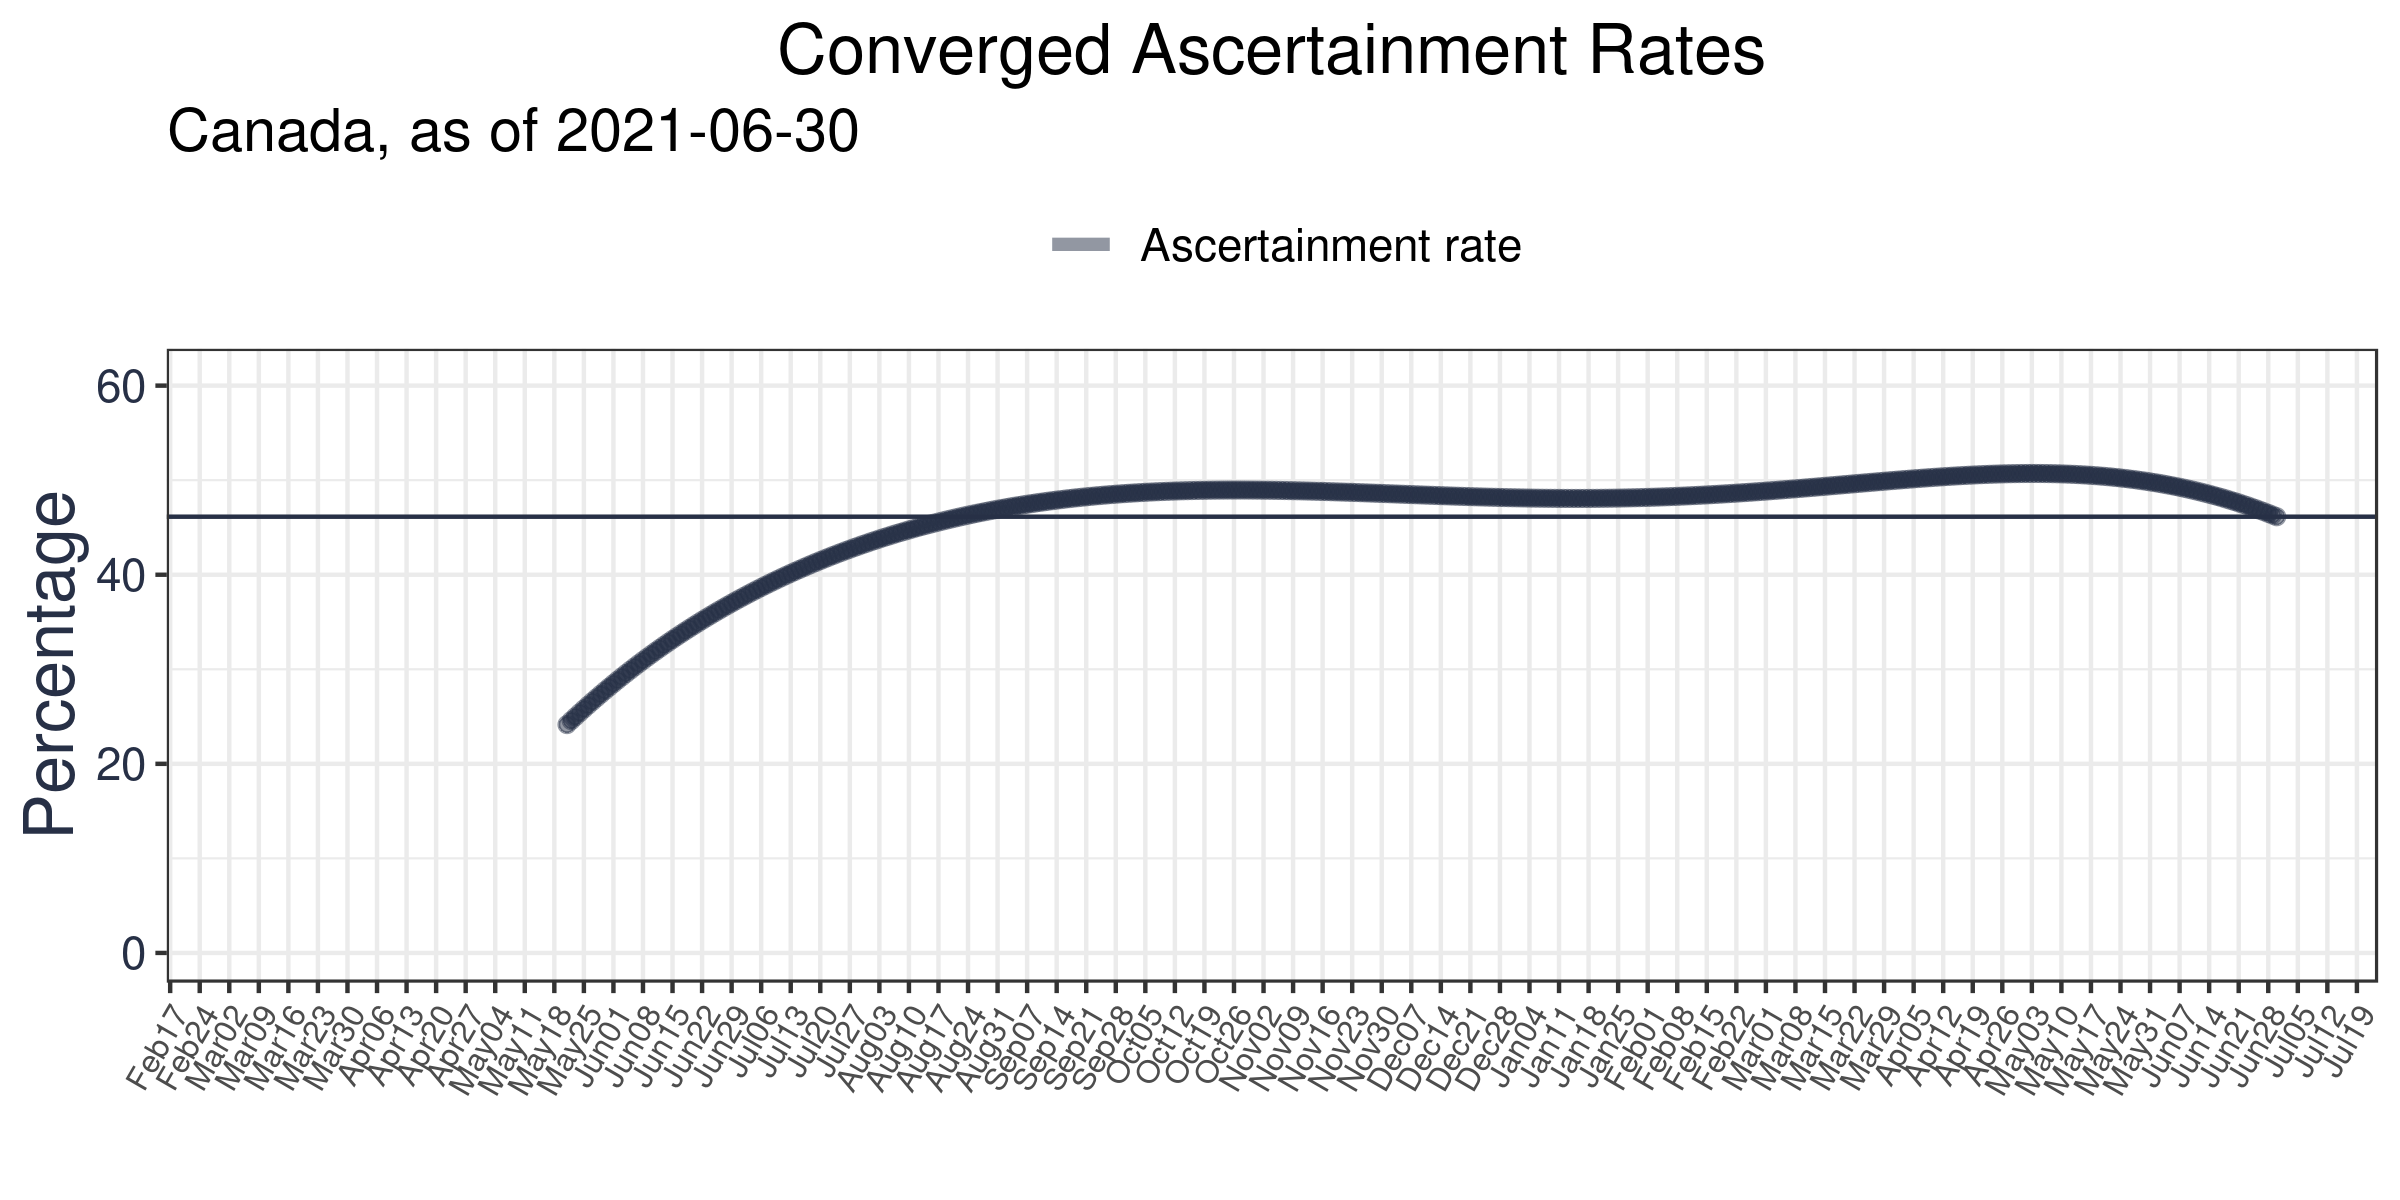 Converged Ascertainment Rates
Canada, as of 2021-06-30
Ascertainment rate
Percentage
60
40
20
0
Feb17
Feb24
Mar02
Mar09
Mar16
Mar23
Mar30
Apr06
Apr13
Apr20
Apr27
May04
May11
May18
May25
Jun01
Jun08
Jun15
Jun22
Jun29
Jul06
Jul13
Jul20
Jul27
Aug03
Aug10
Aug17
Aug24
Aug31
Sep07
Sep14
Sep21
Sep28
Oct05
Oct12
Oct19
Oct26
Nov02
Nov09
Nov16
Nov23
Nov30
Dec07
Dec14
Dec21
Dec28
Jan04
Jan11
Jan18
Jan25
Feb01
Feb08
Feb15
Feb22
Mar01
Mar08
Mar15
Mar22
Mar29
Apr05
Apr12
Apr19
Apr26
May03
May10
May17
May24
May31
Jun07
Jun14
Jun21
Jun28
Jul05
Jul12
Jul19